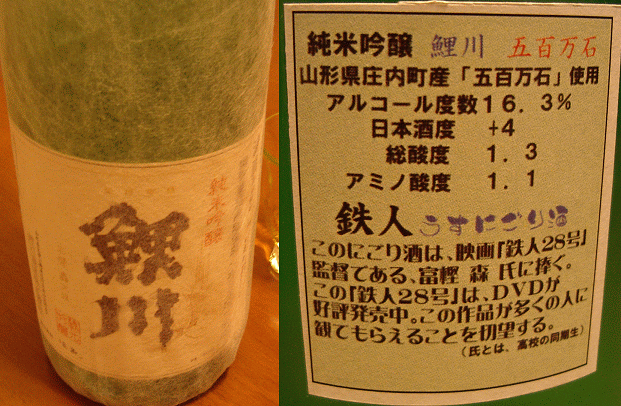 純米吟醸
鯉川
純米吟醸 鯉川 五百万石
山形県庄内町産「五百万石」使用
アルコール度数16.3%
日本酒度 +4
総酸度 1.3
アミノ酸度 1.1
鉄人 うすにごり酒
このにごり酒は、映画「鉄人28号」
監督である、富樫 森 氏に捧ぐ。
この「鉄人28号」は、DVDが
好評発売中。この作品が多くの人に
観てもらえることを切望する。
(氏とは、高校の同期生)